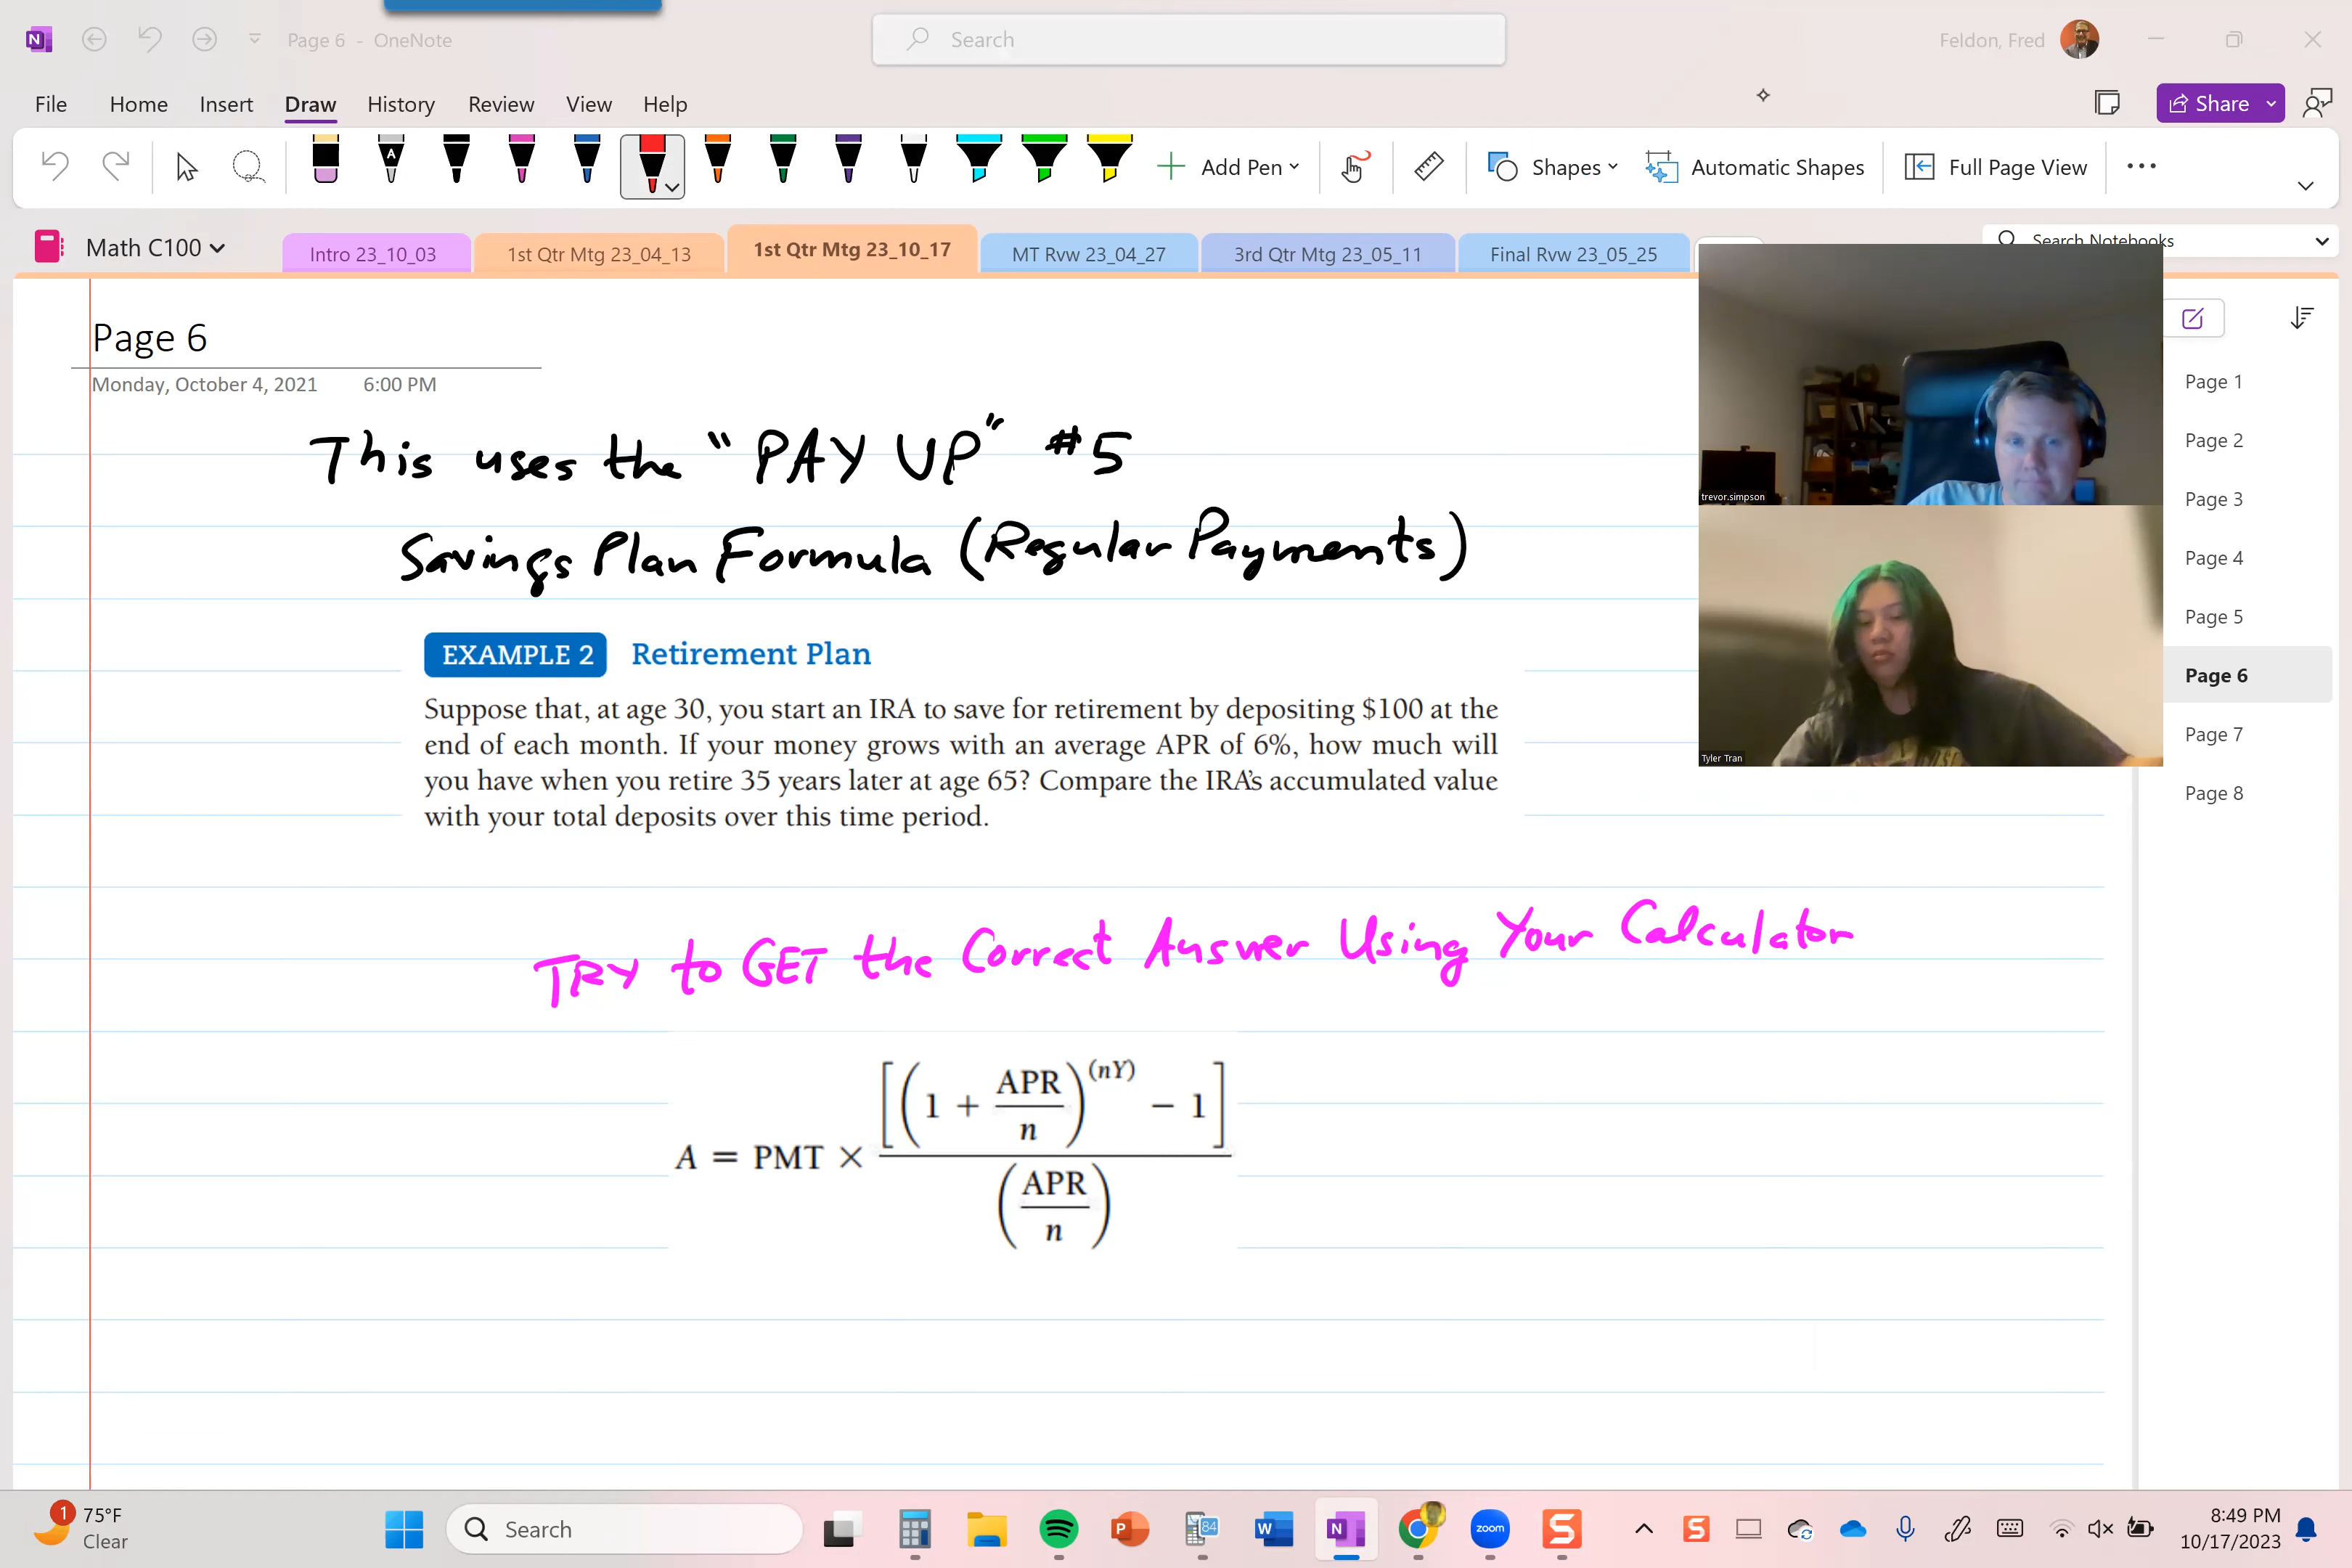 Page 6 - OneNote
Search
Feldon, Fred
File Home Insert Draw History Review View Help
Share
A
Add Pen
Shapes
Automatic Shapes
Full Page View
Math C100
Intro 23_10_03
1st Qtr Mtg 23_04_13
1st Qtr Mtg 23_10_17
MT Rvw 23_04_27
3rd Qtr Mtg 23_05_11
Final Rvw 23_05_25
Search Notebooks
Page 6
Monday, October 4, 2021 6:00 PM
This uses the "PAY UP" #5
Savings Plan Formula (Regular Payments)
EXAMPLE 2 Retirement Plan
Suppose that, at age 30, you start an IRA to save for retirement by depositing $100 at the
end of each month. If your money grows with an average APR of 6%, how much will
you have when you retire 35 years later at age 65? Compare the IRA's accumulated value
with your total deposits over this time period.
TRY to GET the Correct Answer Using Your Calculator
A = PMT × [(1 + APR/n)^(nY) − 1] / (APR/n)
trevor.simpson
Tyler Tran
Page 1
Page 2
Page 3
Page 4
Page 5
Page 6
Page 7
Page 8
1
75°F
Clear
Search
P
84
W
N
zoom
S
S
8:49 PM
10/17/2023